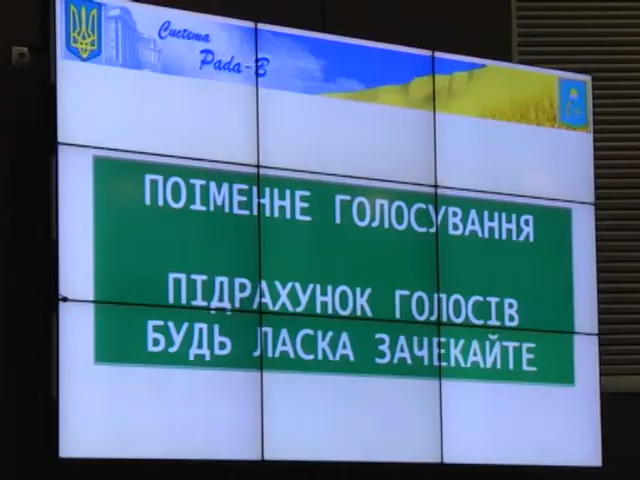 Система
Рада-В
ПОІМЕННЕ ГОЛОСУВАННЯ
ПІДРАХУНОК ГОЛОСІВ
БУДЬ ЛАСКА ЗАЧЕКАЙТЕ